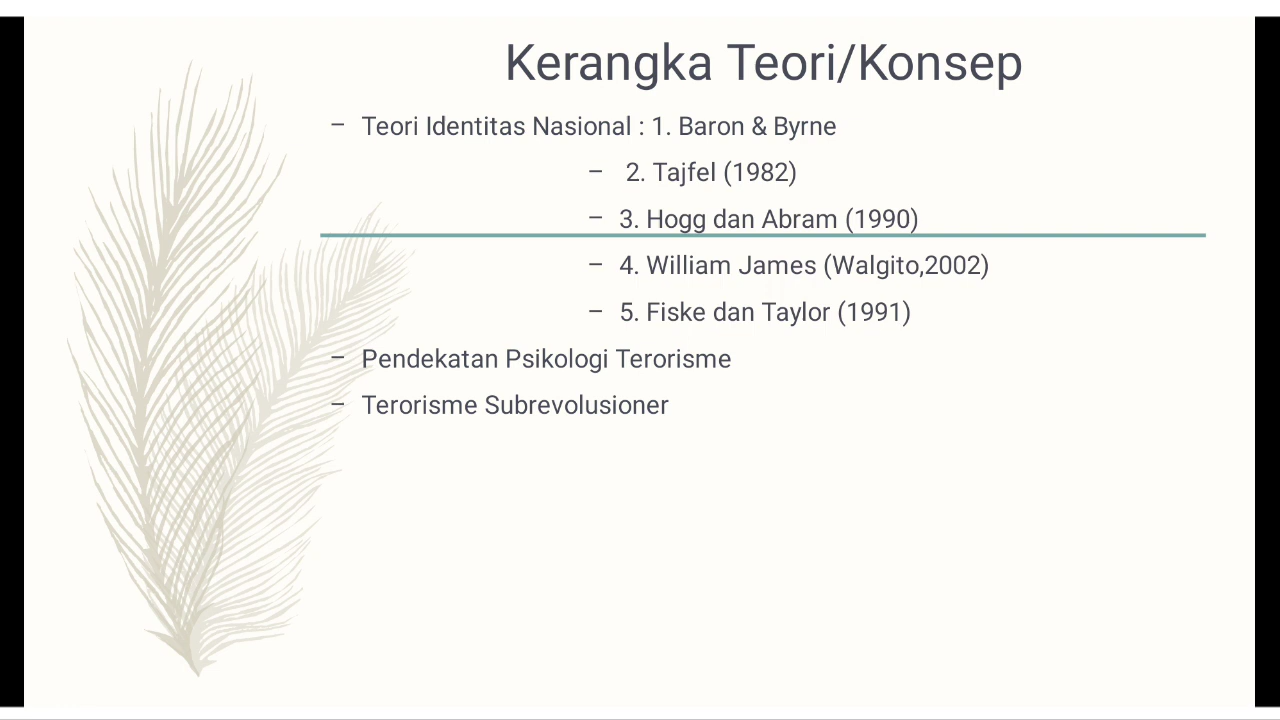 Kerangka Teori/Konsep
– Teori Identitas Nasional : 1. Baron & Byrne
– 2. Tajfel (1982)
– 3. Hogg dan Abram (1990)
– 4. William James (Walgito,2002)
– 5. Fiske dan Taylor (1991)
– Pendekatan Psikologi Terorisme
– Terorisme Subrevolusioner